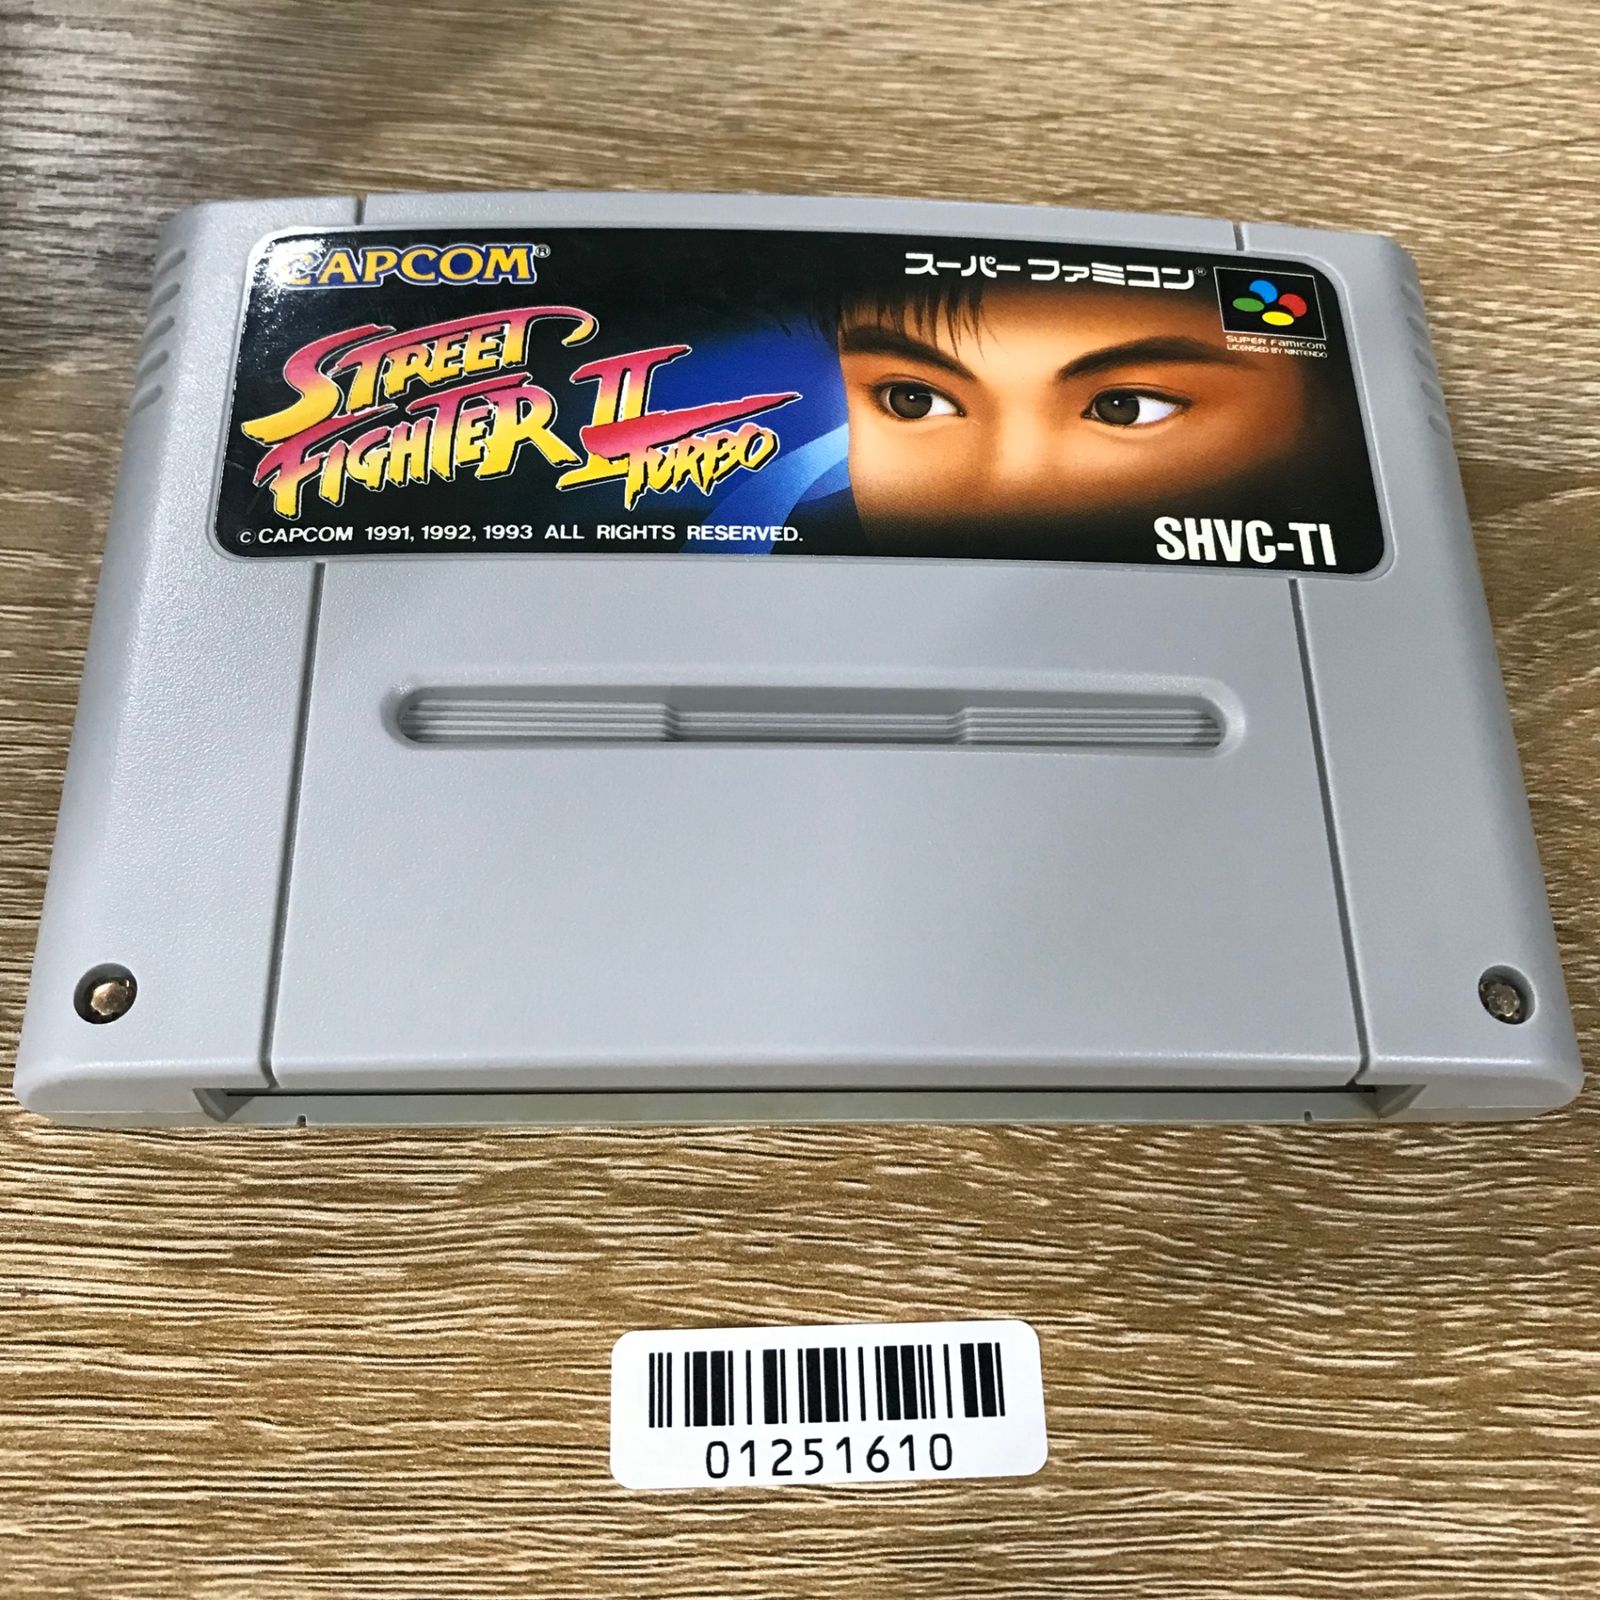 CAPCOM®
スーパーファミコン®
SUPER FAMICOM
LICENSED BY NINTENDO
STREET
FIGHTER II
TURBO
©CAPCOM 1991, 1992, 1993 ALL RIGHTS RESERVED.
SHVC-TI
01251610